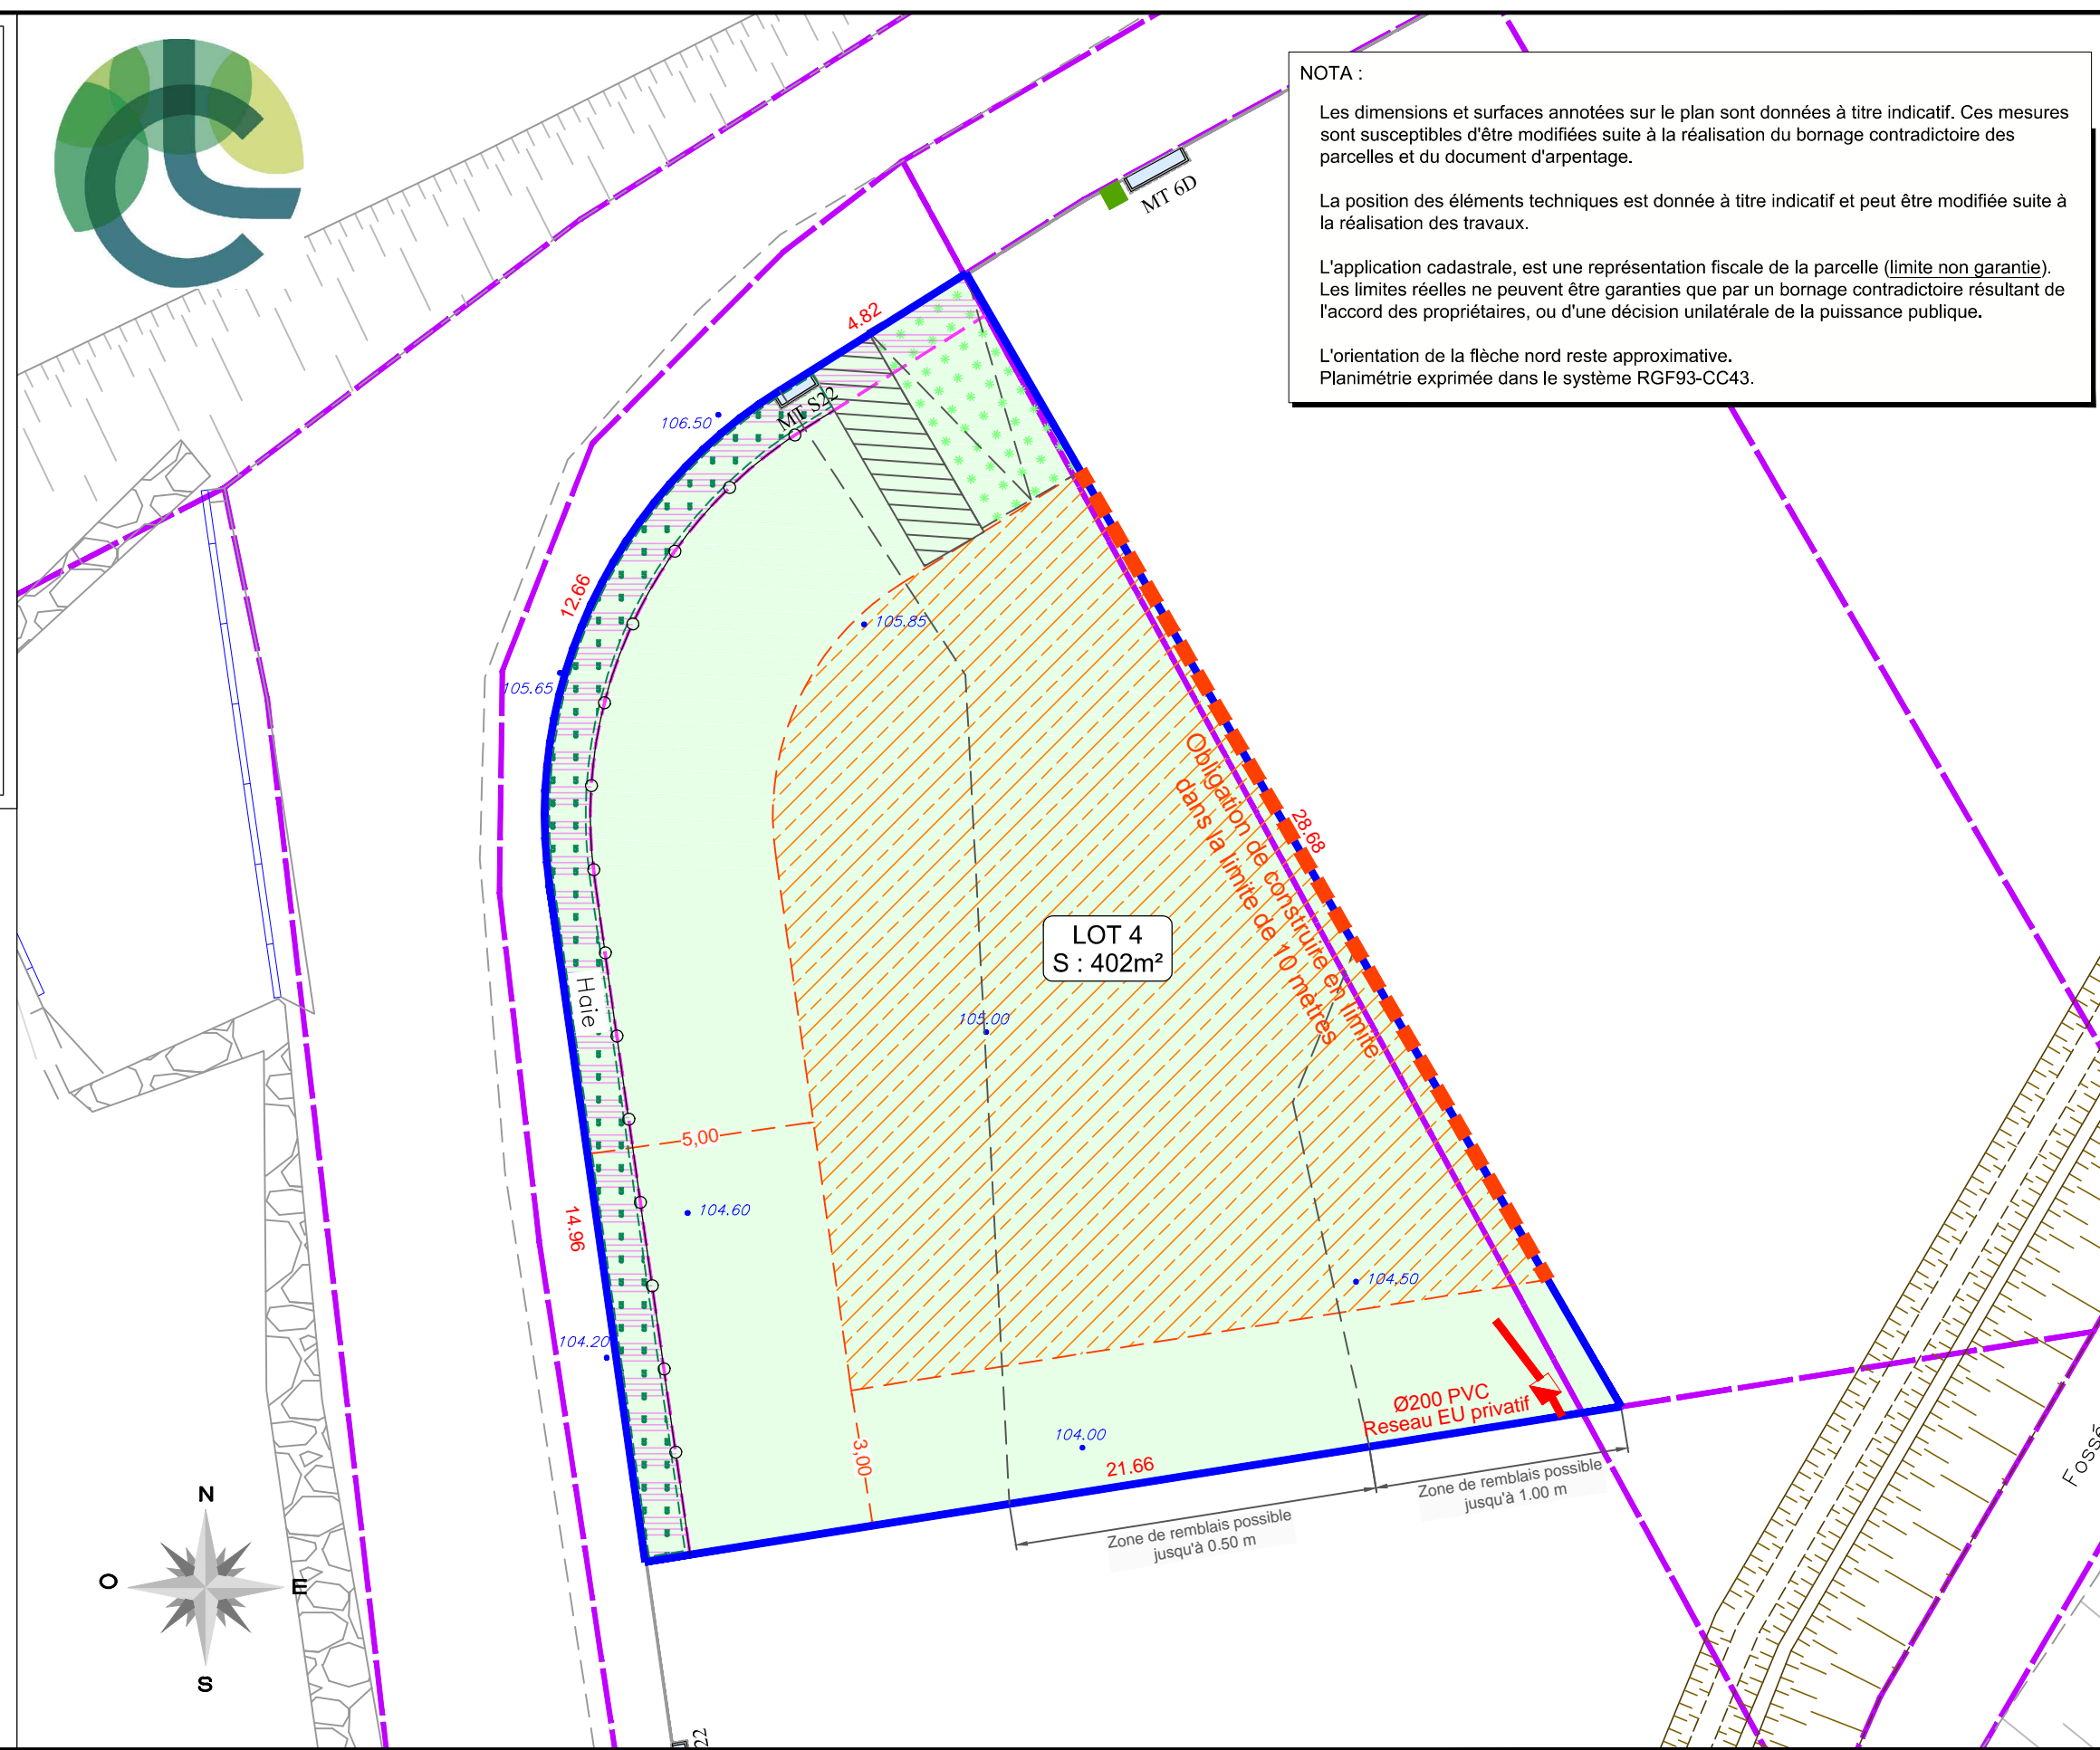 NOTA :
Les dimensions et surfaces annotées sur le plan sont données à titre indicatif. Ces mesures
sont susceptibles d'être modifiées suite à la réalisation du bornage contradictoire des
parcelles et du document d'arpentage.
La position des éléments techniques est donnée à titre indicatif et peut être modifiée suite à
la réalisation des travaux.
L'application cadastrale, est une représentation fiscale de la parcelle (limite non garantie).
Les limites réelles ne peuvent être garanties que par un bornage contradictoire résultant de
l'accord des propriétaires, ou d'une décision unilatérale de la puissance publique.
L'orientation de la flèche nord reste approximative.
Planimétrie exprimée dans le système RGF93-CC43.
MT 6D
4.82
MT S22
106.50
12.66
105.85
105.65
Obligation de construire en limite
dans la limite de 10 mètres
28.68
LOT 4
S : 402m²
Haie
105.00
5,00
104.60
14.96
104.50
104.20
Ø200 PVC
Reseau EU privatif
104.00
3,00
21.66
Zone de remblais possible
jusqu'à 1.00 m
Zone de remblais possible
jusqu'à 0.50 m
Fossé
N
O
E
S
22